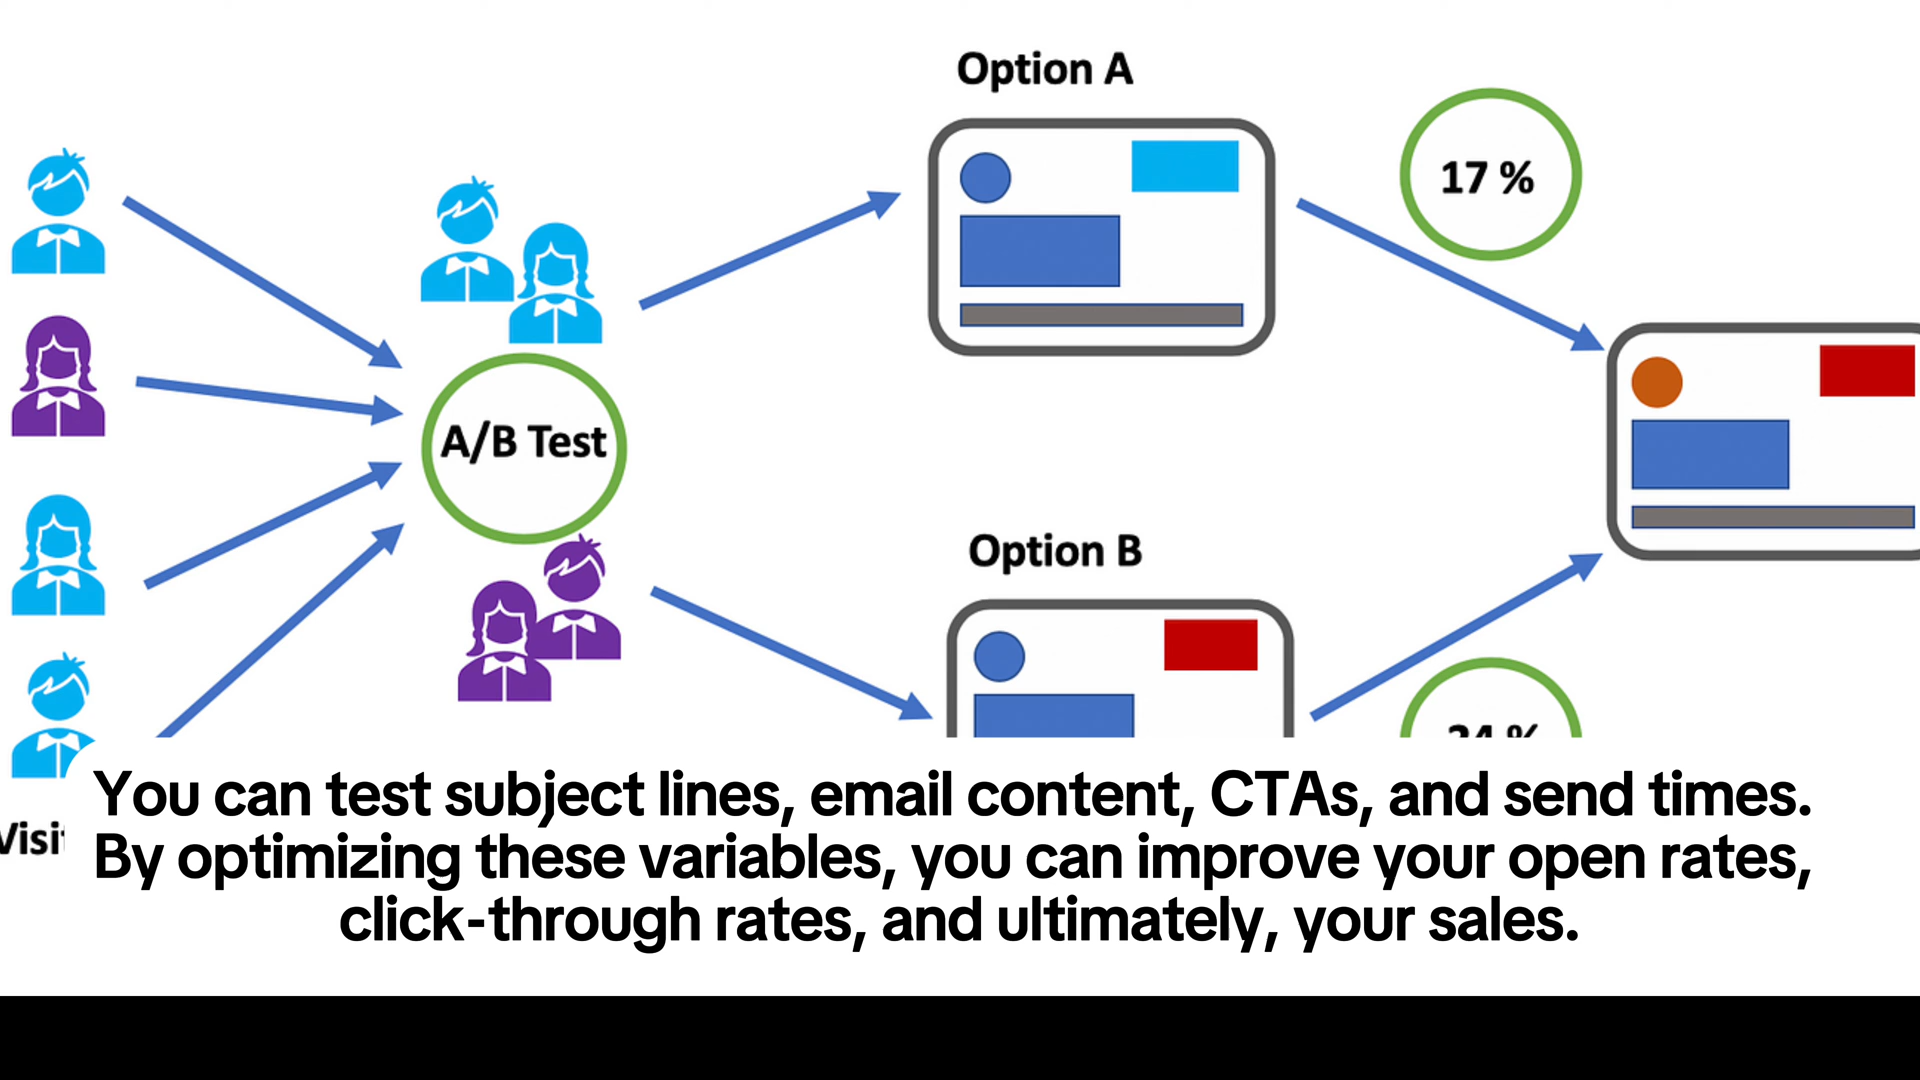 Option A
17 %
A/B Test
Option B
You can test subject lines, email content, CTAs, and send times.
By optimizing these variables, you can improve your open rates,
click-through rates, and ultimately, your sales.